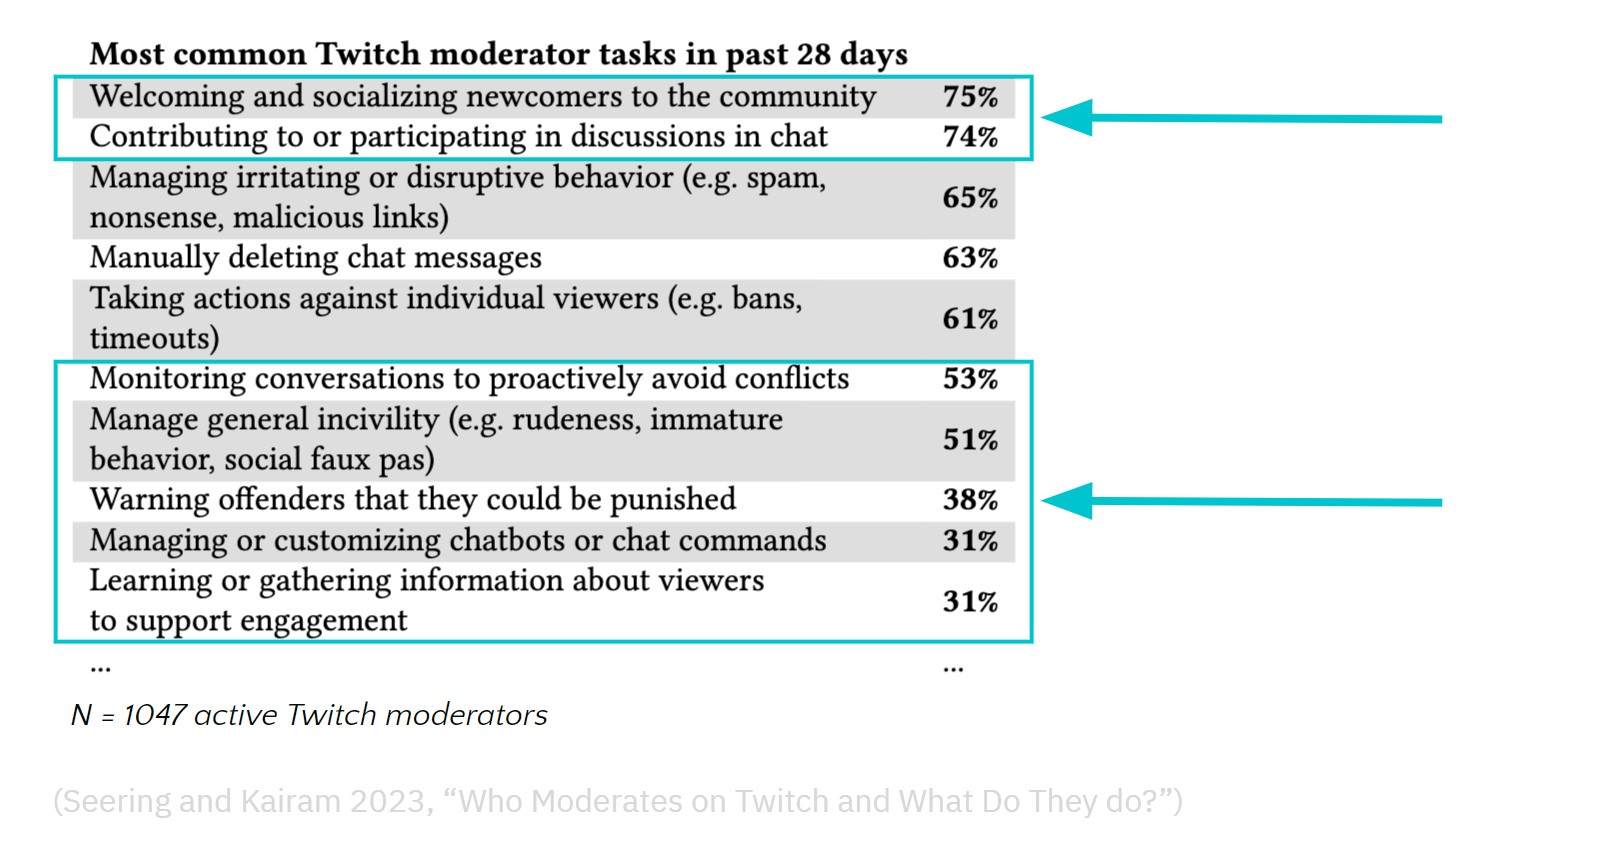 Most common Twitch moderator tasks in past 28 days
Welcoming and socializing newcomers to the community 75%
Contributing to or participating in discussions in chat 74%
Managing irritating or disruptive behavior (e.g. spam,
nonsense, malicious links) 65%
Manually deleting chat messages 63%
Taking actions against individual viewers (e.g. bans,
timeouts) 61%
Monitoring conversations to proactively avoid conflicts 53%
Manage general incivility (e.g. rudeness, immature
behavior, social faux pas) 51%
Warning offenders that they could be punished 38%
Managing or customizing chatbots or chat commands 31%
Learning or gathering information about viewers
to support engagement 31%
... ...
N = 1047 active Twitch moderators
(Seering and Kairam 2023, “Who Moderates on Twitch and What Do They do?”)